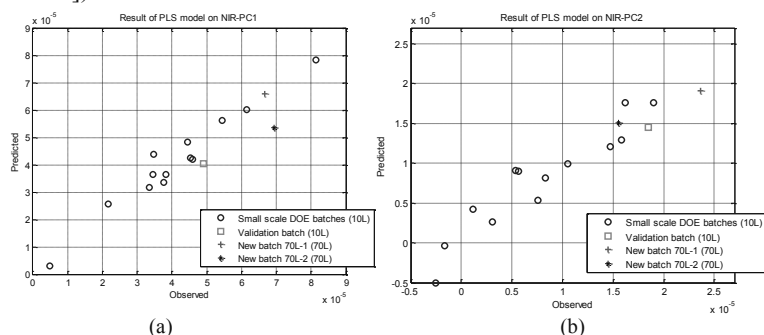 Result of PLS model on NIR-PC1
x 10⁻⁵
9
8
7
6
5
4
3
2
1
0
Predicted
0 1 2 3 4 5 6 7 8 9
Observed
x 10⁻⁵
Small scale DOE batches (10L)
Validation batch (10L)
New batch 70L-1 (70L)
New batch 70L-2 (70L)
(a)
Result of PLS model on NIR-PC2
x 10⁻⁵
2.5
2
1.5
1
0.5
0
-0.5
Predicted
-0.5 0 0.5 1 1.5 2 2.5
Observed
x 10⁻⁵
Small scale DOE batches (10L)
Validation batch (10L)
New batch 70L-1 (70L)
New batch 70L-2 (70L)
(b)